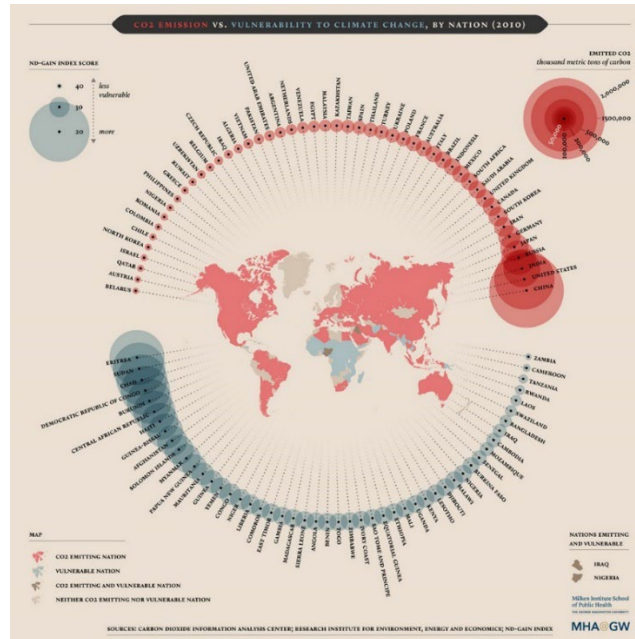 CO2 EMISSION VS. VULNERABILITY TO CLIMATE CHANGE, BY NATION (2010)
ND-GAIN INDEX SCORE
40
30
20
less
vulnerable
more
EMITTED CO2
thousand metric tons of carbon
2,000,000
1500,000
500,000
BELARUS
AUSTRIA
QATAR
ISRAEL
NORTH KOREA
CHILE
COLOMBIA
ROMANIA
NIGERIA
PHILIPPINES
GREECE
KUWAIT
UZBEKISTAN
BELGIUM
CZECH REPUBLIC
IRAQ
ALGERIA
VIETNAM
PAKISTAN
UNITED ARAB EMIRATES
ARGENTINA
NETHERLANDS
VENEZUELA
EGYPT
MALAYSIA
KAZAKHSTAN
TAIWAN
SPAIN
THAILAND
TURKEY
UKRAINE
POLAND
FRANCE
AUSTRALIA
ITALY
BRAZIL
INDONESIA
MEXICO
SOUTH AFRICA
SAUDI ARABIA
UNITED KINGDOM
CANADA
SOUTH KOREA
IRAN
GERMANY
JAPAN
RUSSIA
INDIA
UNITED STATES
CHINA
ERITREA
SUDAN
CHAD
DEMOCRATIC REPUBLIC OF CONGO
BURUNDI
HAITI
CENTRAL AFRICAN REPUBLIC
GUINEA-BISSAU
AFGHANISTAN
SOLOMON ISLANDS
MYANMAR
PAPUA NEW GUINEA
MAURITANIA
GUINEA
YEMEN
CONGO
NIGER
LIBERIA
COMOROS
EAST TIMOR
GAMBIA
MADAGASCAR
SIERRA LEONE
ANGOLA
BENIN
TOGO
ZIMBABWE
IVORY COAST
SAO TOME AND PRINCIPE
EQUATORIAL GUINEA
ETHIOPIA
MALI
UGANDA
KENYA
LESOTHO
DJIBOUTI
MALAWI
NIGERIA
BURKINA FASO
SENEGAL
MOZAMBIQUE
CAMBODIA
IRAQ
BANGLADESH
SWAZILAND
LAOS
RWANDA
TANZANIA
CAMEROON
ZAMBIA
MAP
CO2 EMITTING NATION
VULNERABLE NATION
CO2 EMITTING AND VULNERABLE NATION
NEITHER CO2 EMITTING NOR VULNERABLE NATION
NATIONS EMITTING
AND VULNERABLE
IRAQ
NIGERIA
Milken Institute School
of Public Health
THE GEORGE WASHINGTON UNIVERSITY
MHA@GW
SOURCES: CARBON DIOXIDE INFORMATION ANALYSIS CENTER; RESEARCH INSTITUTE FOR ENVIRONMENT, ENERGY AND ECONOMICS; ND-GAIN INDEX